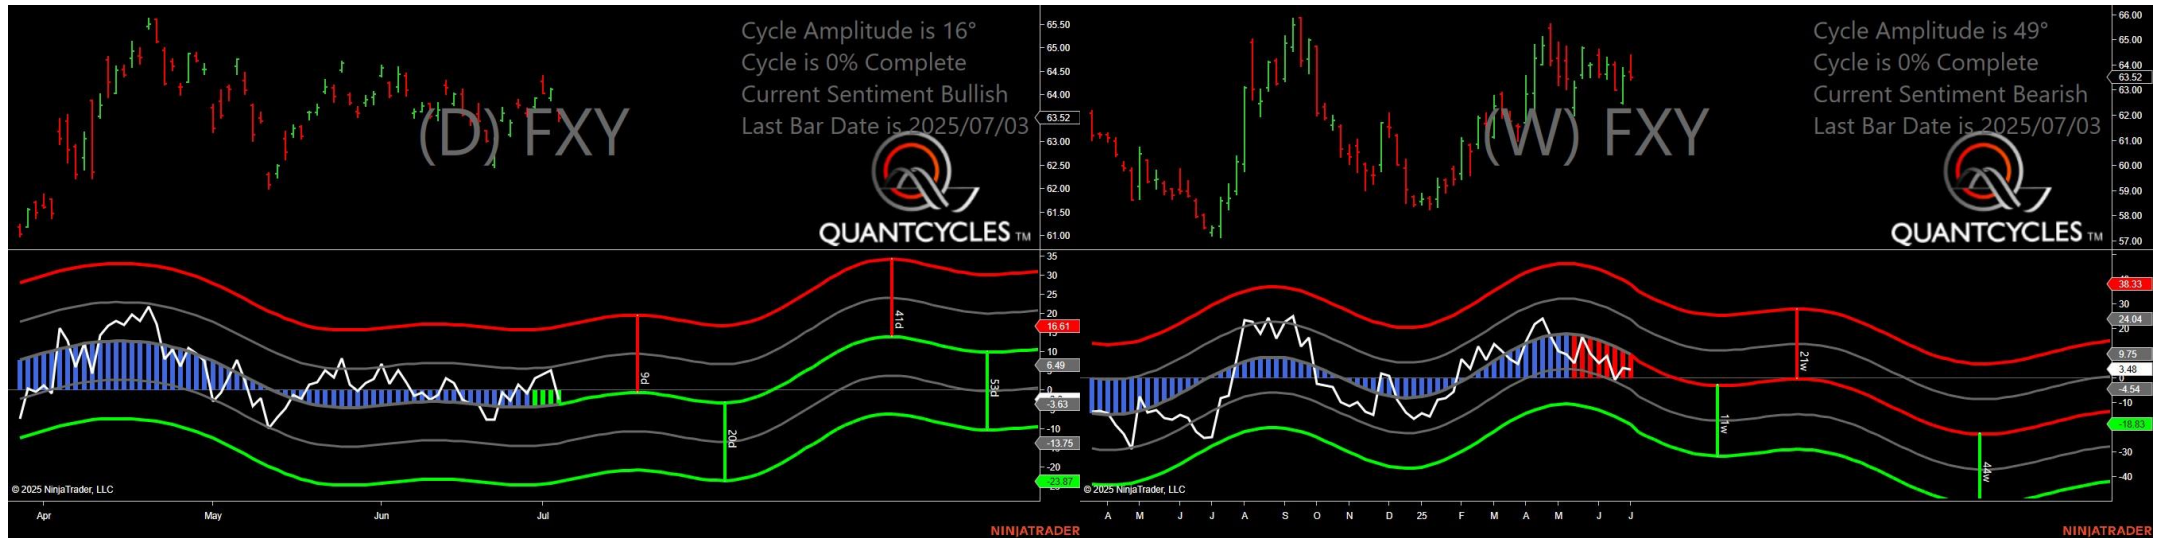 Cycle Amplitude is 16°
Cycle is 0% Complete
Current Sentiment Bullish
Last Bar Date is 2025/07/03
(D) FXY
QUANTCYCLES TM
65.50
65.00
64.50
64.00
63.52
63.00
62.50
62.00
61.50
61.00
35
30
25
20
16.61
10
6.49
0
-3.63
-10
-13.75
-20
-23.87
9d
20d
41d
53d
© 2025 NinjaTrader, LLC
Apr
May
Jun
Jul
NINJATRADER
Cycle Amplitude is 49°
Cycle is 0% Complete
Current Sentiment Bearish
Last Bar Date is 2025/07/03
(W) FXY
QUANTCYCLES TM
66.00
65.00
64.00
63.52
63.00
62.00
61.00
60.00
59.00
58.00
57.00
38.33
30
24.04
20
9.75
3.48
0
-4.54
-10
-18.83
-30
-40
11w
21w
44w
© 2025 NinjaTrader, LLC
A M J J A S O N D 25 F M A M J J
NINJATRADER